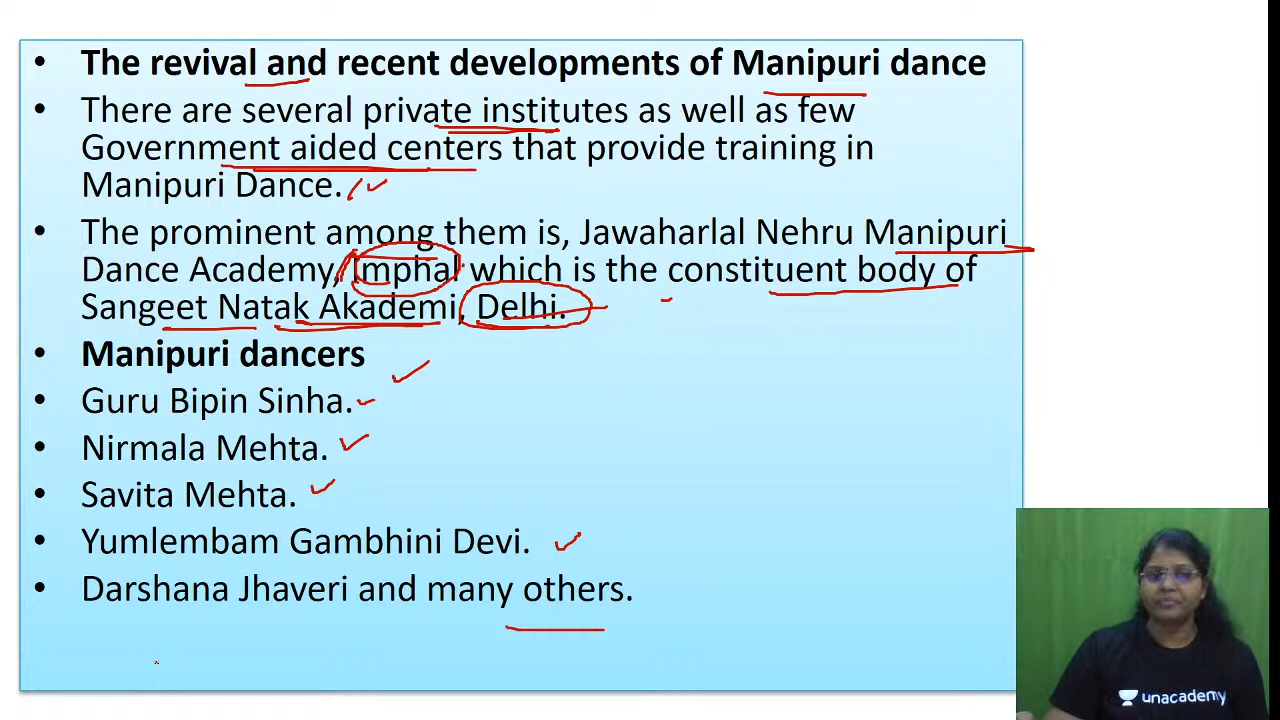 • The revival and recent developments of Manipuri dance
• There are several private institutes as well as few
Government aided centers that provide training in
Manipuri Dance.
• The prominent among them is, Jawaharlal Nehru Manipuri
Dance Academy, Imphal which is the constituent body of
Sangeet Natak Akademi, Delhi.
• Manipuri dancers
• Guru Bipin Sinha.
• Nirmala Mehta.
• Savita Mehta.
• Yumlembam Gambhini Devi.
• Darshana Jhaveri and many others.
unacademy